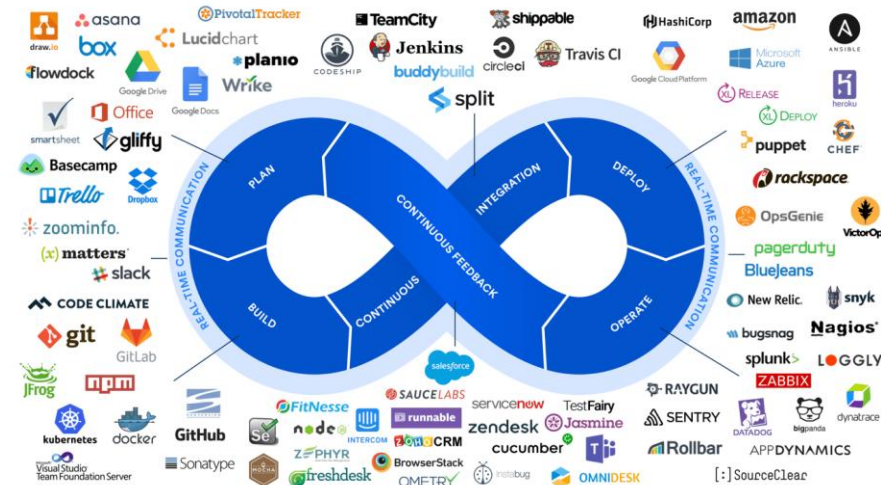 draw.io
asana
PivotalTracker
box
Lucidchart
flowdock
Google Drive
planio
Google Docs
Wrike
smartsheet
Office
gliffy
Basecamp
Trello
Dropbox
zoominfo.
(x)matters
slack
TeamCity
shippable
CODESHIP
Jenkins
circleci
Travis CI
buddybuild
split
HashiCorp
amazon
ANSIBLE
Google Cloud Platform
Microsoft
Azure
heroku
XL RELEASE
XL DEPLOY
puppet
CHEF
rackspace
OpsGenie
VictorOp
pagerduty
BlueJeans
REAL-TIME COMMUNICATION
PLAN
BUILD
CONTINUOUS
INTEGRATION
CONTINUOUS FEEDBACK
DEPLOY
OPERATE
REAL-TIME COMMUNICATION
CODE CLIMATE
git
GitLab
JFrog
npm
kubernetes
docker
GitHub
Visual Studio
Team Foundation Server
Sonatype
salesforce
SAUCELABS
FitNesse
Se
node
INTERCOM
runnable
ZOHO CRM
MOCHA
ZEPHYR
freshdesk
BrowserStack
OMETRY
servicenow
TestFairy
zendesk
Jasmine
cucumber
instabug
OMNIDESK
New Relic.
snyk
bugsnag
Nagios
splunk>
LOGGLY
ZABBIX
RAYGUN
SENTRY
DATADOG
bigpanda
dynatrace
Rollbar
APPDYNAMICS
[:]SourceClear